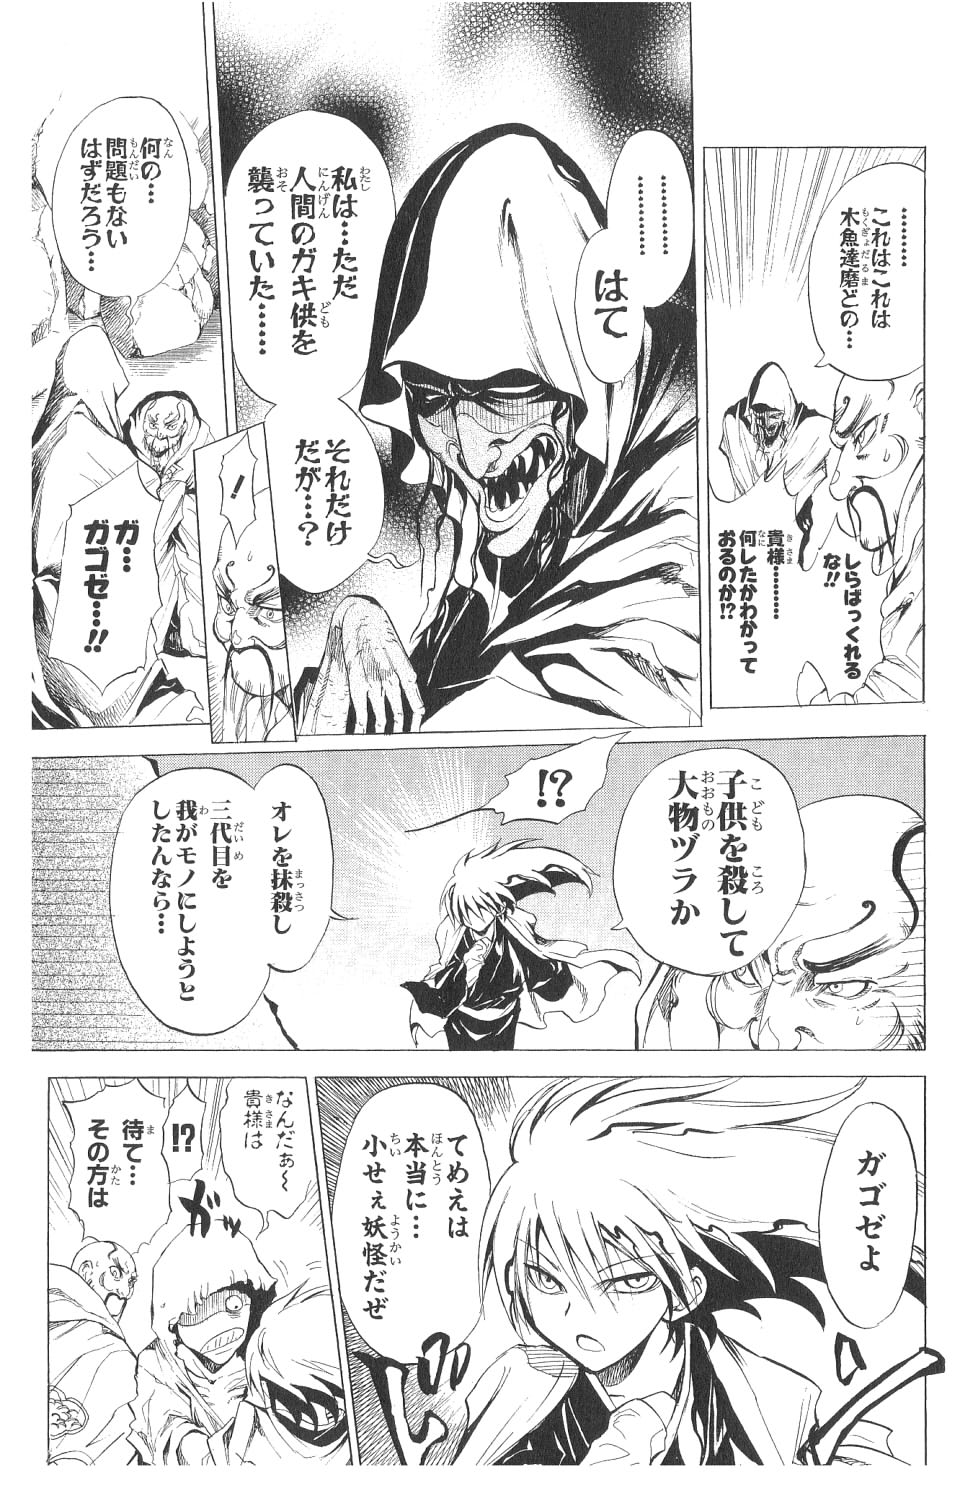 ………
これはこれは
木魚達磨どの…
しらばっくれる
な!!
貴様………
何したかわかって
おるのか!?
…………
…………
はて
私は…ただ
人間のガキ供を
襲っていた……
それだけ
だが…?
!
何の…
問題もない
はずだろう…
ガ…
ガゴゼ…!!
子供を殺して
大物ヅラか
!?
オレを抹殺し
三代目を
我がモノにしようと
したんなら…
ガゴゼよ
てめえは
本当に…
小せぇ妖怪だぜ
ドドド
なんだぁ~
貴様は
!?
ガッ
待て…
その方は